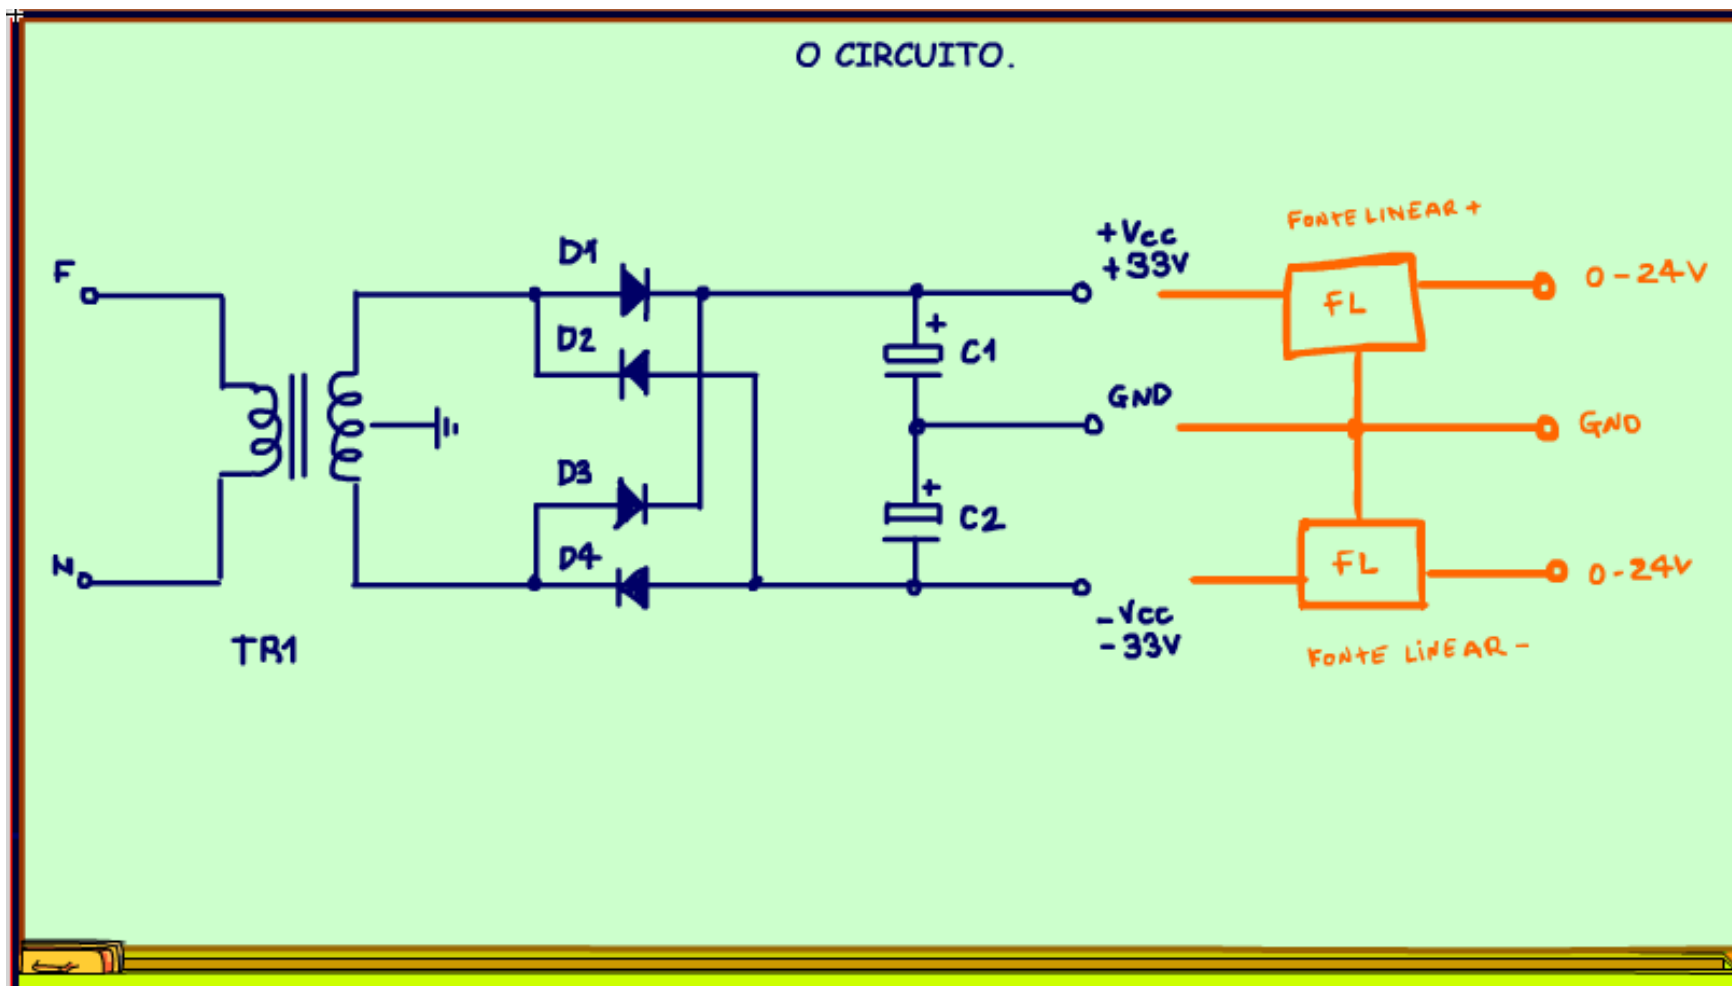 O CIRCUITO.
F
N
TR1
D1
D2
D3
D4
+
C1
+
C2
+Vcc
+33V
GND
-Vcc
-33V
FONTE LINEAR +
FL
0-24V
GND
FL
0-24V
FONTE LINEAR -